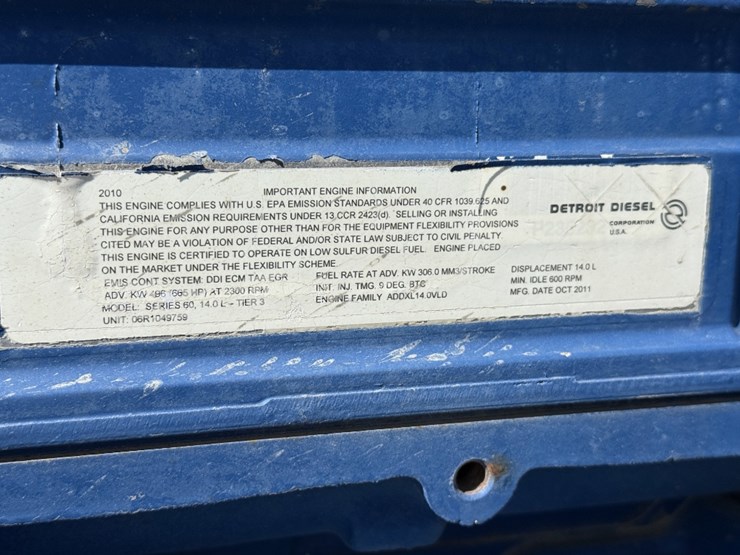 2010 IMPORTANT ENGINE INFORMATION
THIS ENGINE COMPLIES WITH U.S. EPA EMISSION STANDARDS UNDER 40 CFR 1039.625 AND
CALIFORNIA EMISSION REQUIREMENTS UNDER 13 CCR 2423(d). SELLING OR INSTALLING
THIS ENGINE FOR ANY PURPOSE OTHER THAN FOR THE EQUIPMENT FLEXIBILITY PROVISIONS
CITED MAY BE A VIOLATION OF FEDERAL AND/OR STATE LAW SUBJECT TO CIVIL PENALTY.
THIS ENGINE IS CERTIFIED TO OPERATE ON LOW SULFUR DIESEL FUEL. ENGINE PLACED
ON THE MARKET UNDER THE FLEXIBILITY SCHEME.
EMIS CONT SYSTEM: DDI ECM TAA EGR
ADV. KW 496 (665 HP) AT 2300 RPM
MODEL: SERIES 60, 14.0 L - TIER 3
UNIT: 06R1049759
FUEL RATE AT ADV. KW 306.0 MM3/STROKE
INIT. INJ. TMG. 9 DEG. BTC
ENGINE FAMILY ADDXL14.0VLD
DISPLACEMENT 14.0 L
MIN. IDLE 600 RPM
MFG. DATE OCT 2011
DETROIT DIESEL
CORPORATION
U.S.A.